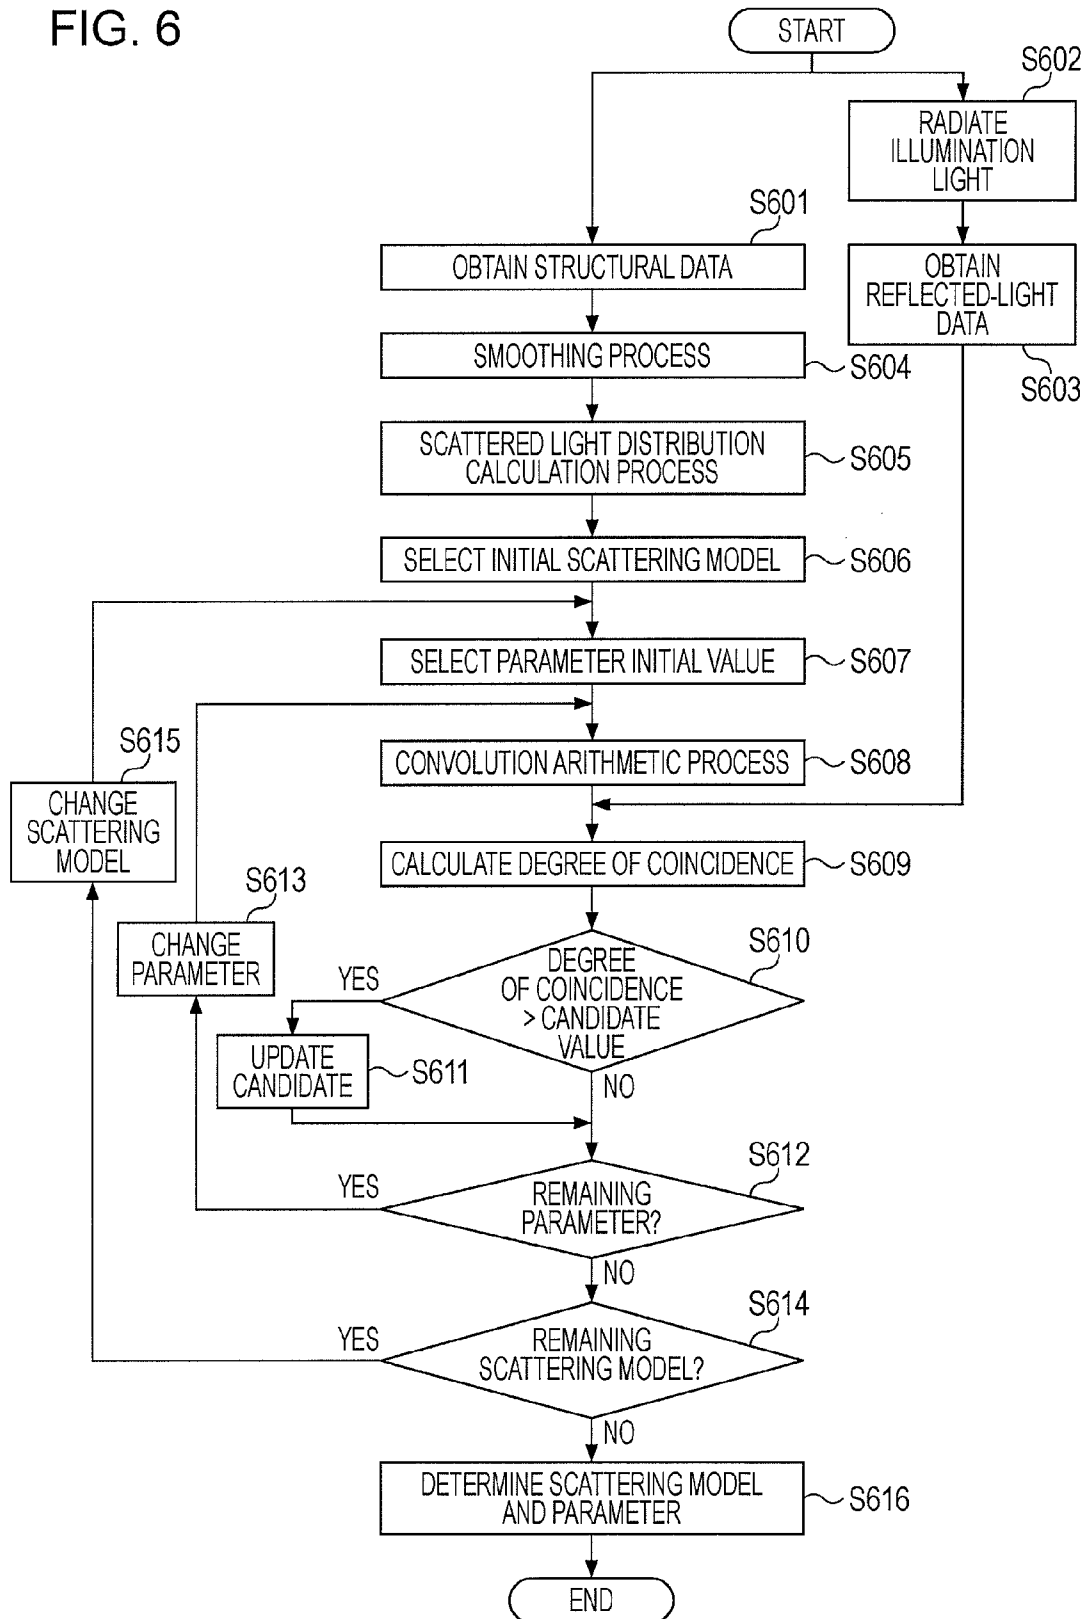 FIG. 6
START
S602
RADIATE
ILLUMINATION
LIGHT
S601
OBTAIN STRUCTURAL DATA
OBTAIN
REFLECTED-LIGHT
DATA
S603
SMOOTHING PROCESS
S604
SCATTERED LIGHT DISTRIBUTION
CALCULATION PROCESS
S605
SELECT INITIAL SCATTERING MODEL
S606
SELECT PARAMETER INITIAL VALUE
S607
S615
CHANGE
SCATTERING
MODEL
CONVOLUTION ARITHMETIC PROCESS
S608
CALCULATE DEGREE OF COINCIDENCE
S609
S613
CHANGE
PARAMETER
S610
DEGREE
OF COINCIDENCE
> CANDIDATE
VALUE
YES
UPDATE
CANDIDATE
S611
NO
S612
REMAINING
PARAMETER?
YES
NO
S614
REMAINING
SCATTERING MODEL?
YES
NO
DETERMINE SCATTERING MODEL
AND PARAMETER
S616
END